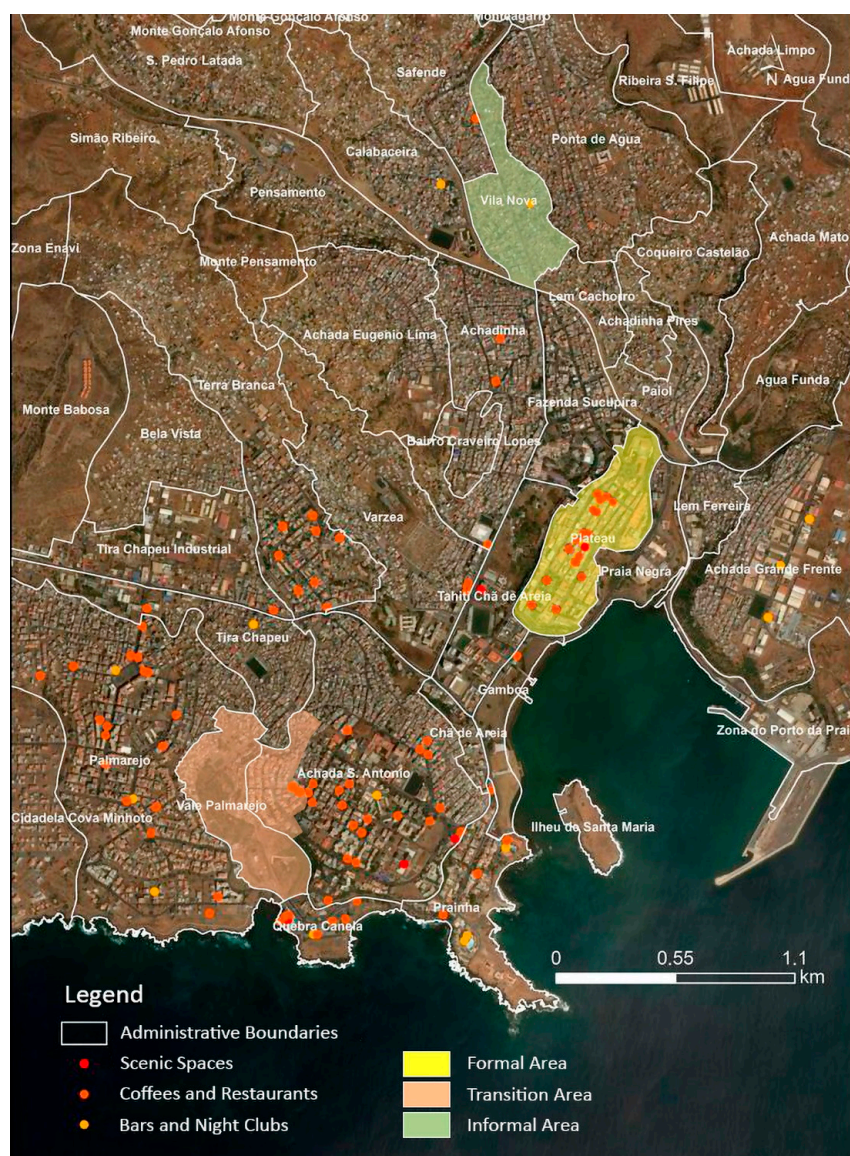 Monte Gonçalo Afonso
Monte Gonçalo Afonso
S. Pedro Latada
Safende
Achada Limpo
Ribeira S. Filipe
N
Agua Fund
Simão Ribeiro
Calabaceira
Ponta de Agua
Pensamento
Vila Nova
Zona Enavi
Monte Pensamento
Coqueiro Castelão
Achada Mato
Lem Cachorro
Achada Eugenio Lima
Achadinha
Achadinha Pires
Terra Branca
Paiol
Agua Funda
Monte Babosa
Fazenda Sucupira
Bela Vista
Bairro Craveiro Lopes
Varzea
Lem Ferreira
Tira Chapeu Industrial
Plateau
Praia Negra
Achada Grande Frente
Tahiti Chã de Areia
Tira Chapeu
Gamboa
Chã de Areia
Zona do Porto da Prai
Palmarejo
Achada S. Antonio
Vale Palmarejo
Cidadela Cova Minhoto
Ilheu de Santa Maria
Prainha
Quebra Canela
0 0.55 1.1
km
Legend
Administrative Boundaries
Scenic Spaces
Coffees and Restaurants
Bars and Night Clubs
Formal Area
Transition Area
Informal Area